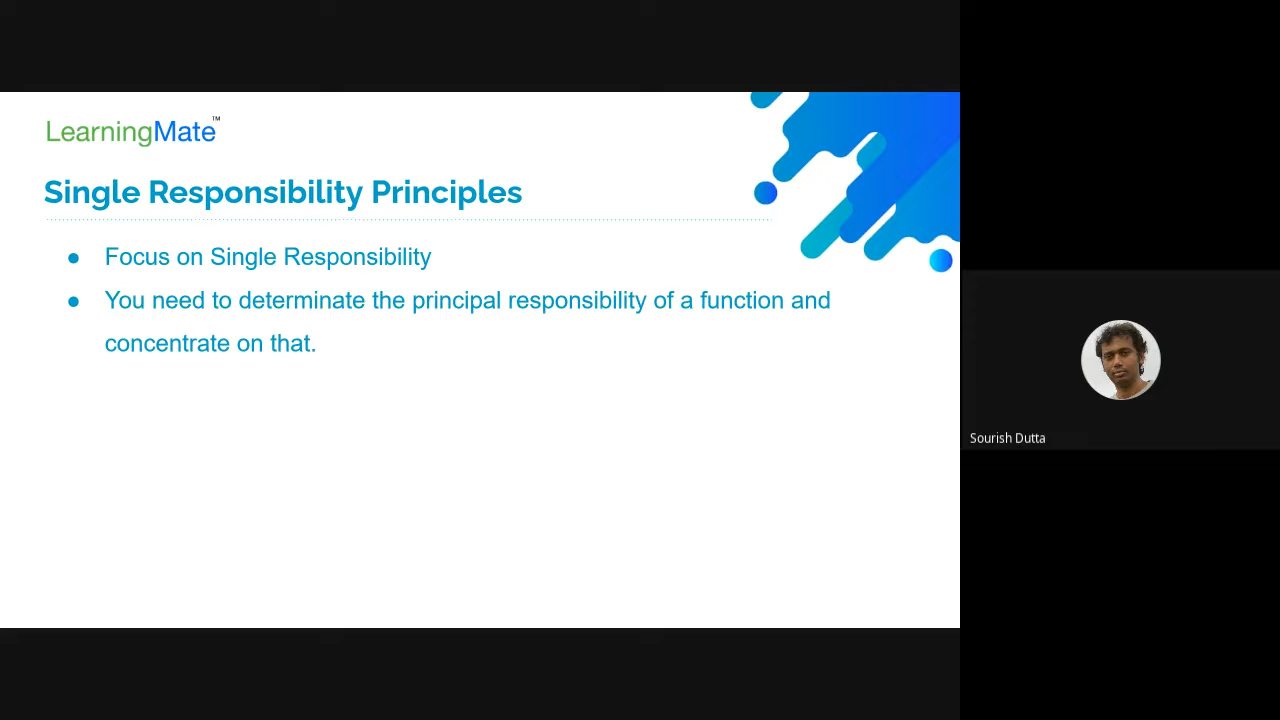 LearningMate™
Single Responsibility Principles
● Focus on Single Responsibility
● You need to determinate the principal responsibility of a function and
concentrate on that.
Sourish Dutta